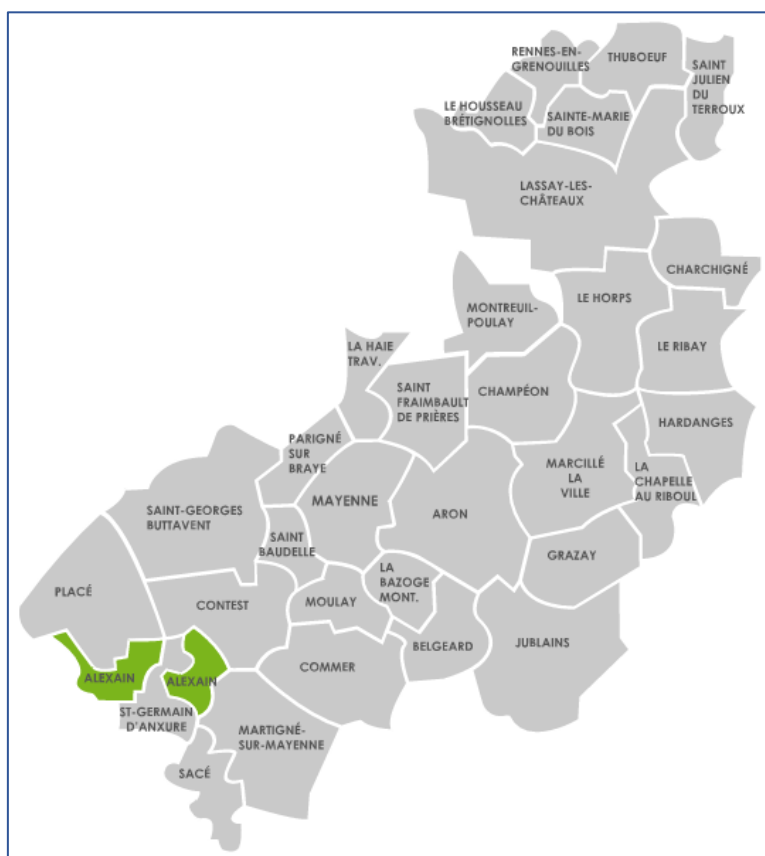 RENNES-EN-
GRENOUILLES
THUBOEUF
SAINT
JULIEN
DU
TERROUX
LE HOUSSEAU
BRÉTIGNOLLES
SAINTE-MARIE
DU BOIS
LASSAY-LES-
CHÂTEAUX
CHARCHIGNÉ
LE HORPS
MONTREUIL-
POULAY
LA HAIE
TRAV.
LE RIBAY
SAINT
FRAIMBAULT
DE PRIÈRES
CHAMPÉON
HARDANGES
PARIGNÉ
SUR
BRAYE
MARCILLÉ
LA
VILLE
LA
CHAPELLE
AU RIBOUL
MAYENNE
SAINT-GEORGES
BUTTAVENT
ARON
SAINT
BAUDELLE
GRAZAY
LA
BAZOGE
MONT.
PLACÉ
CONTEST
MOULAY
BELGEARD
JUBLAINS
COMMER
ALEXAIN
ALEXAIN
ST-GERMAIN
D'ANXURE
MARTIGNÉ-
SUR-MAYENNE
SACÉ